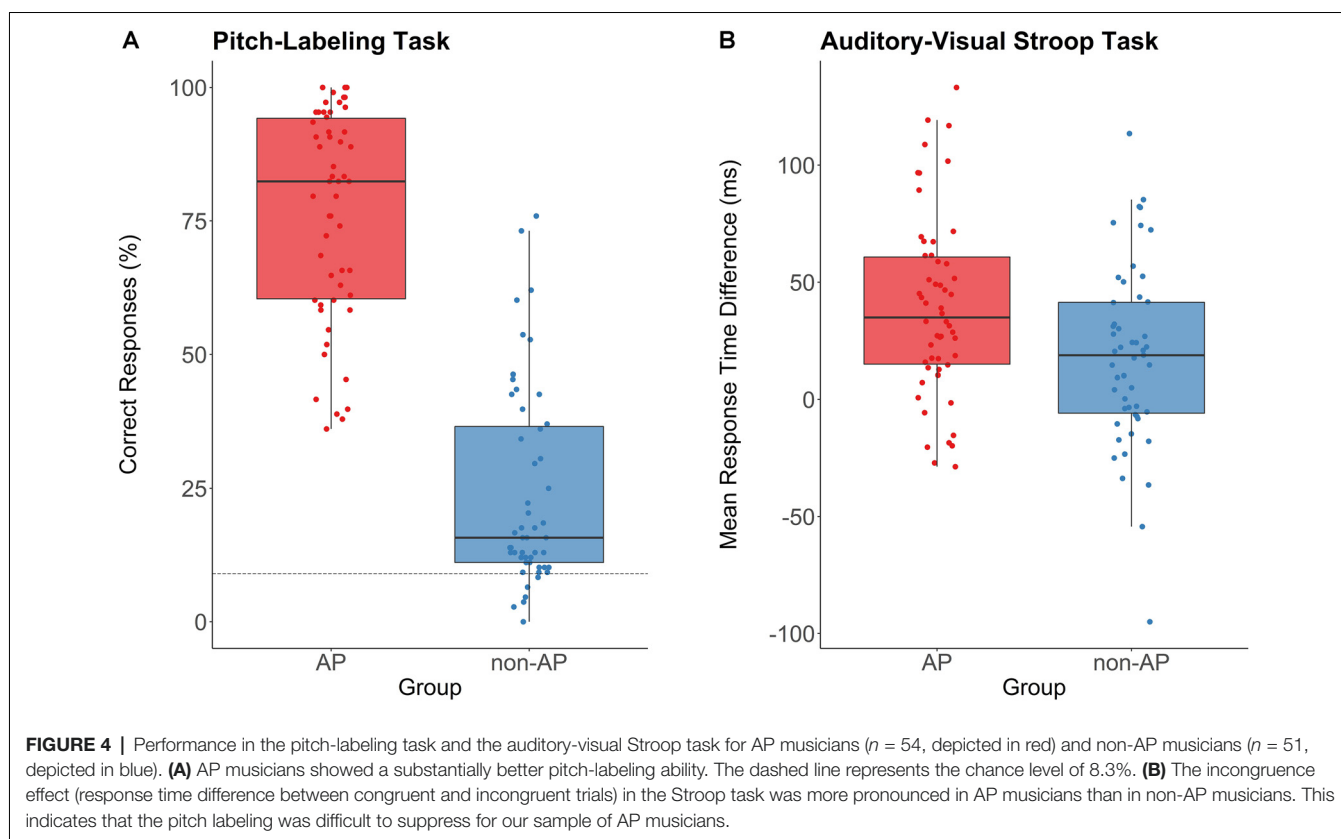 A
Pitch-Labeling Task
100
75
50
25
0
Correct Responses (%)
AP
non-AP
Group
B
Auditory-Visual Stroop Task
100
50
0
-50
-100
Mean Response Time Difference (ms)
AP
non-AP
Group
FIGURE 4 | Performance in the pitch-labeling task and the auditory-visual Stroop task for AP musicians (n = 54, depicted in red) and non-AP musicians (n = 51,
depicted in blue). (A) AP musicians showed a substantially better pitch-labeling ability. The dashed line represents the chance level of 8.3%. (B) The incongruence
effect (response time difference between congruent and incongruent trials) in the Stroop task was more pronounced in AP musicians than in non-AP musicians. This
indicates that the pitch labeling was difficult to suppress for our sample of AP musicians.